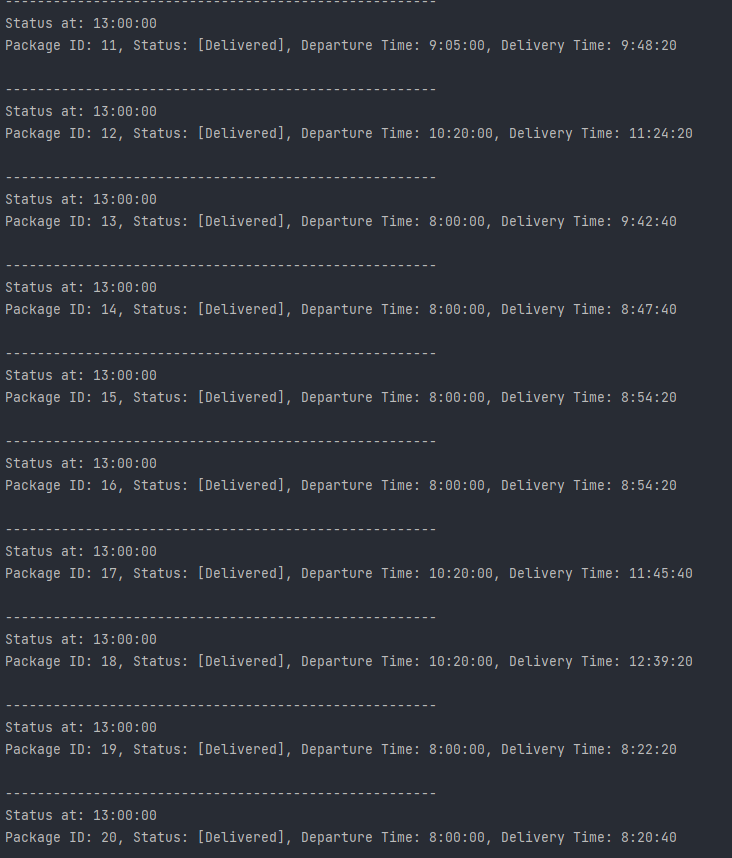 ------------------------------------------------------
Status at: 13:00:00
Package ID: 11, Status: [Delivered], Departure Time: 9:05:00, Delivery Time: 9:48:20
------------------------------------------------------
Status at: 13:00:00
Package ID: 12, Status: [Delivered], Departure Time: 10:20:00, Delivery Time: 11:24:20
------------------------------------------------------
Status at: 13:00:00
Package ID: 13, Status: [Delivered], Departure Time: 8:00:00, Delivery Time: 9:42:40
------------------------------------------------------
Status at: 13:00:00
Package ID: 14, Status: [Delivered], Departure Time: 8:00:00, Delivery Time: 8:47:40
------------------------------------------------------
Status at: 13:00:00
Package ID: 15, Status: [Delivered], Departure Time: 8:00:00, Delivery Time: 8:54:20
------------------------------------------------------
Status at: 13:00:00
Package ID: 16, Status: [Delivered], Departure Time: 8:00:00, Delivery Time: 8:54:20
------------------------------------------------------
Status at: 13:00:00
Package ID: 17, Status: [Delivered], Departure Time: 10:20:00, Delivery Time: 11:45:40
------------------------------------------------------
Status at: 13:00:00
Package ID: 18, Status: [Delivered], Departure Time: 10:20:00, Delivery Time: 12:39:20
------------------------------------------------------
Status at: 13:00:00
Package ID: 19, Status: [Delivered], Departure Time: 8:00:00, Delivery Time: 8:22:20
------------------------------------------------------
Status at: 13:00:00
Package ID: 20, Status: [Delivered], Departure Time: 8:00:00, Delivery Time: 8:20:40